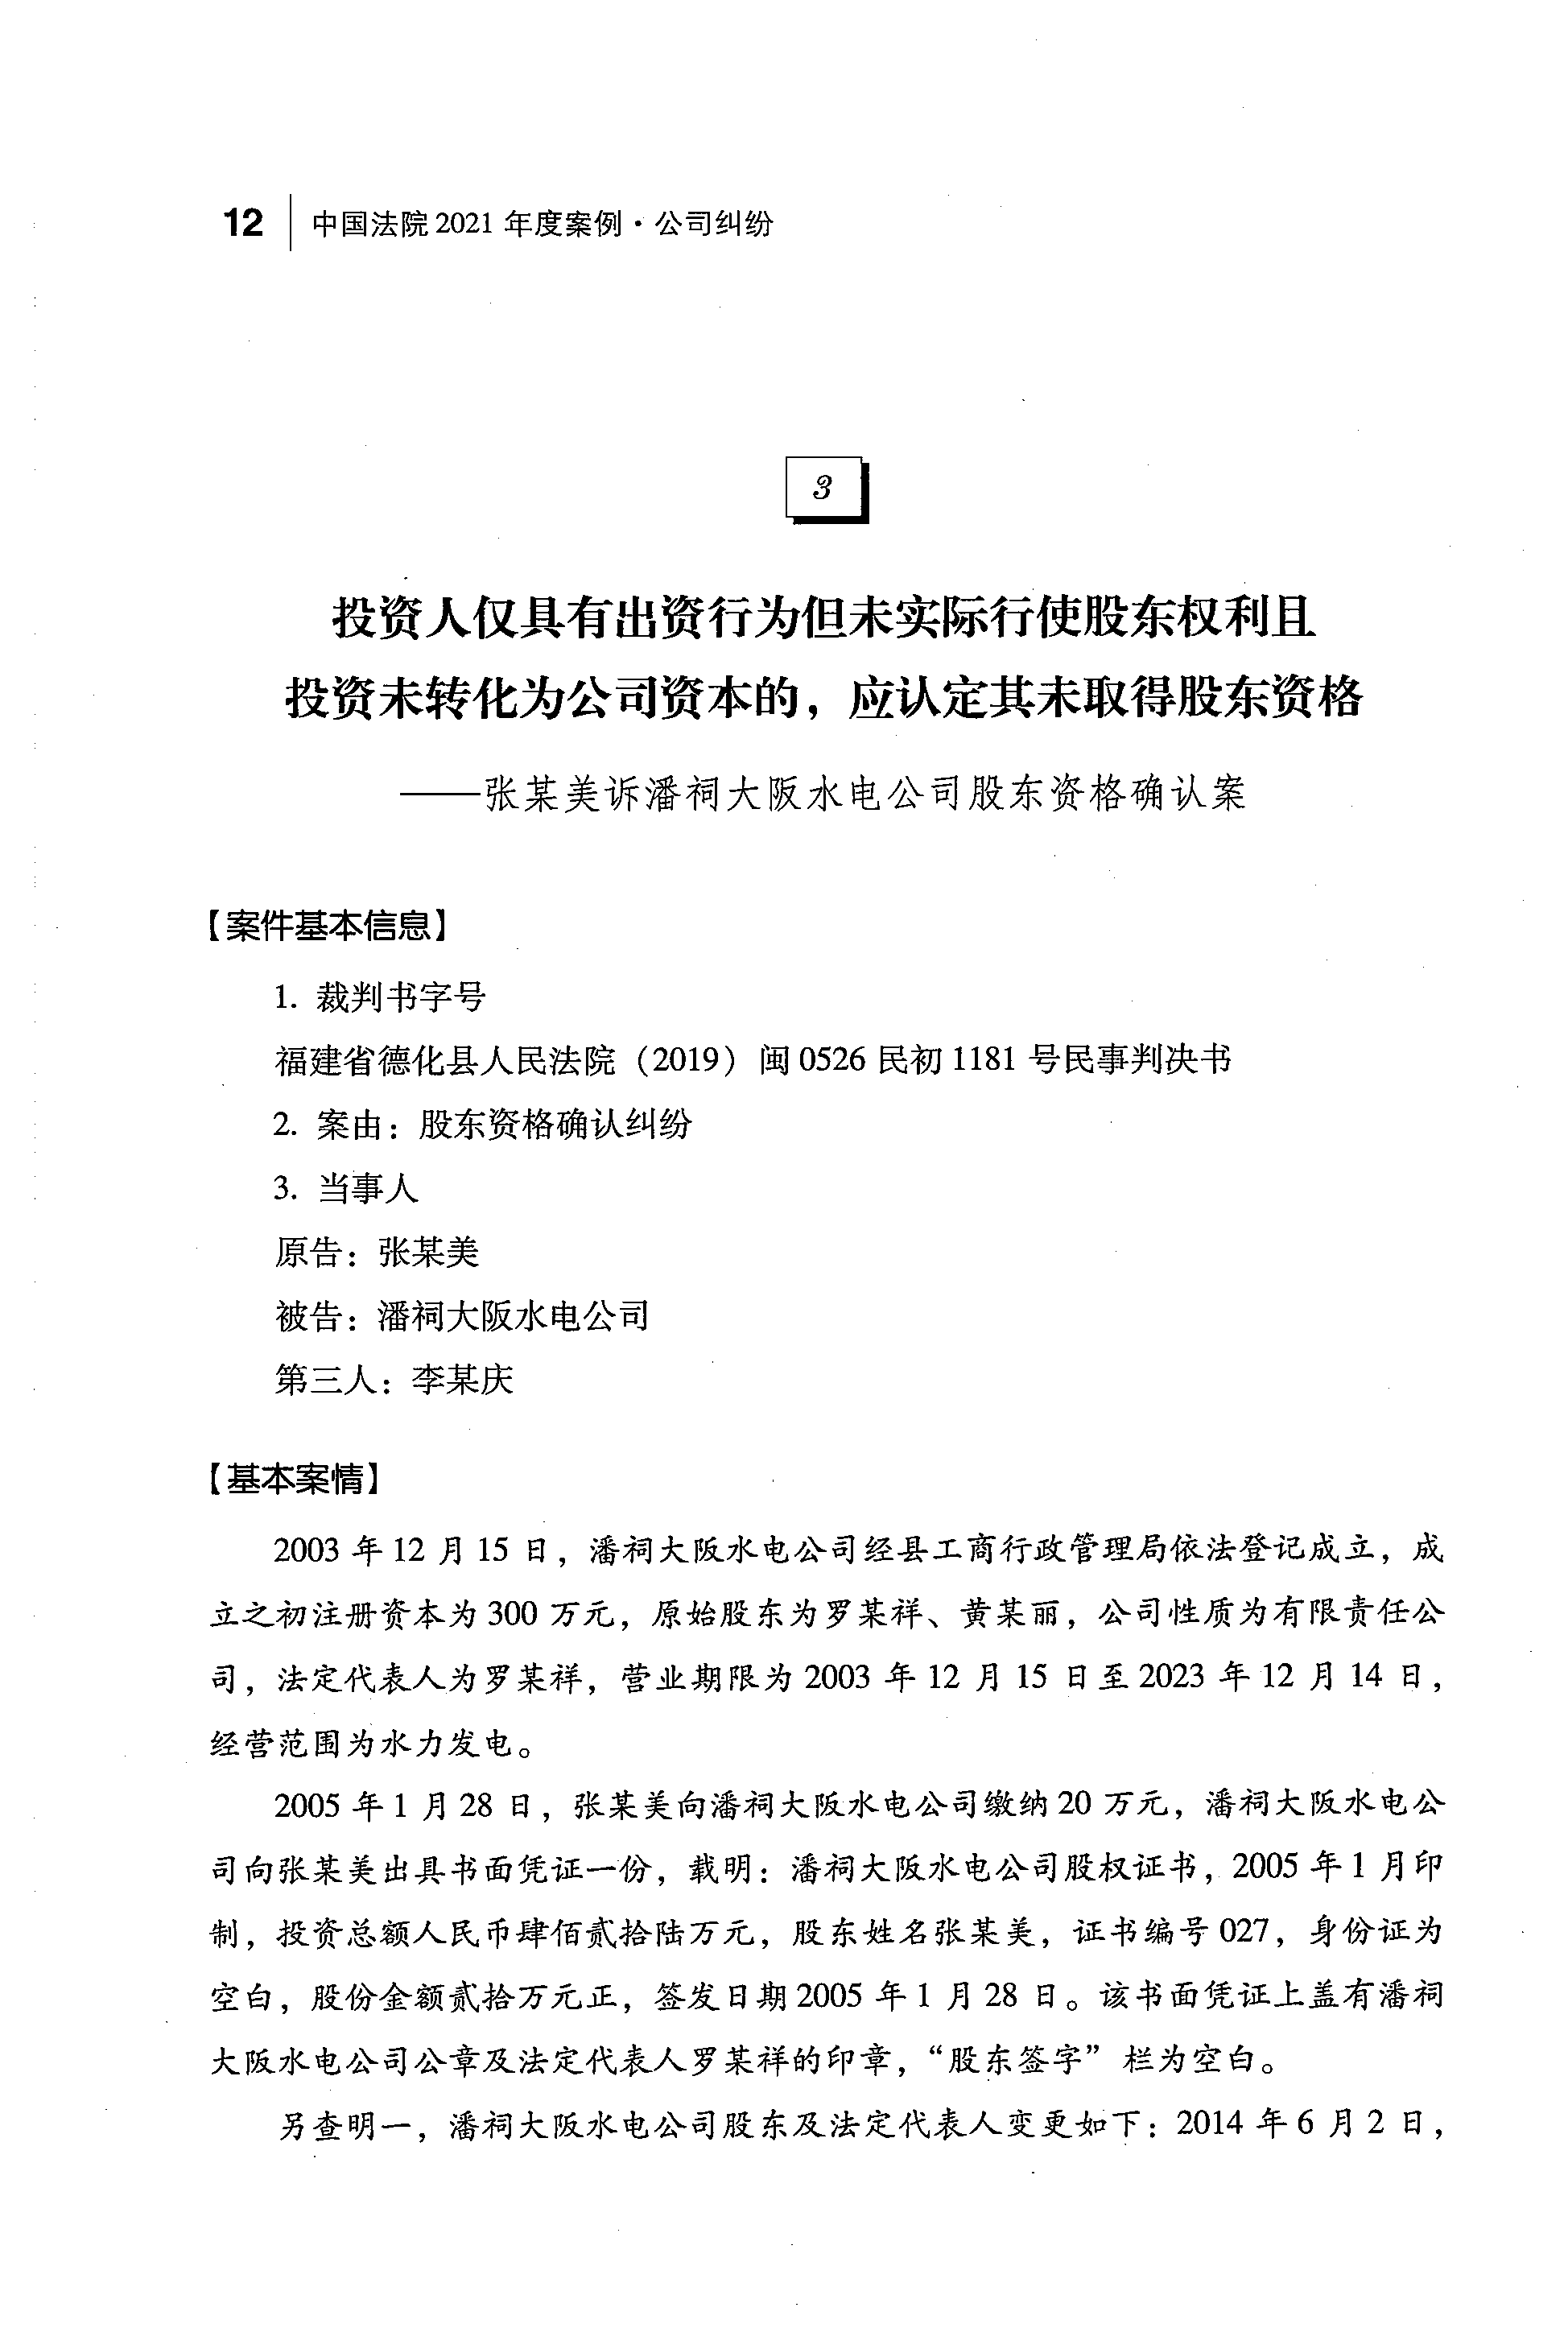 12 中国法院2021年度案例·公司纠纷
3
投资人仅具有出资行为但未实际行使股东权利且
投资未转化为公司资本的，应认定其未取得股东资格
——张某美诉潘祠大阪水电公司股东资格确认案
【案件基本信息】
1. 裁判书字号
福建省德化县人民法院（2019）闽0526民初1181号民事判决书
2. 案由：股东资格确认纠纷
3. 当事人
原告：张某美
被告：潘祠大阪水电公司
第三人：李某庆
【基本案情】
2003年12月15日，潘祠大阪水电公司经县工商行政管理局依法登记成立，成
立之初注册资本为300万元，原始股东为罗某祥、黄某丽，公司性质为有限责任公
司，法定代表人为罗某祥，营业期限为2003年12月15日至2023年12月14日，
经营范围为水力发电。
2005年1月28日，张某美向潘祠大阪水电公司缴纳20万元，潘祠大阪水电公
司向张某美出具书面凭证一份，载明：潘祠大阪水电公司股权证书，2005年1月印
制，投资总额人民币肆佰贰拾陆万元，股东姓名张某美，证书编号027，身份证为
空白，股份金额贰拾万元正，签发日期2005年1月28日。该书面凭证上盖有潘祠
大阪水电公司公章及法定代表人罗某祥的印章，“股东签字”栏为空白。
另查明一，潘祠大阪水电公司股东及法定代表人变更如下：2014年6月2日，